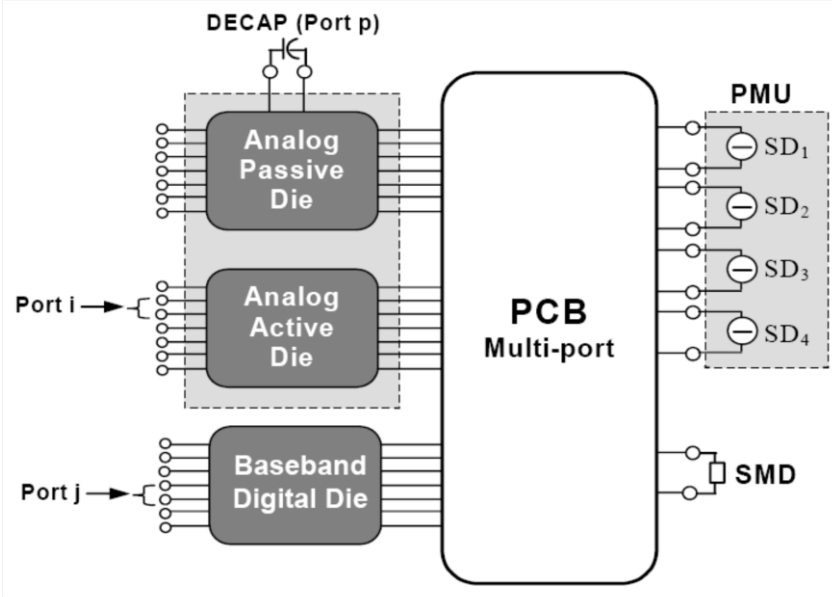 DECAP (Port p)
Analog
Passive
Die
Port i
Analog
Active
Die
Port j
Baseband
Digital Die
PCB
Multi-port
PMU
SD1
SD2
SD3
SD4
SMD